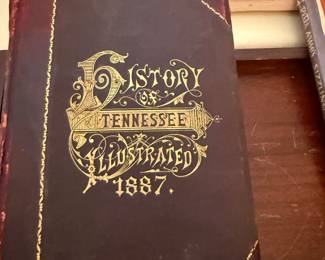 HISTORY
OF
TENNESSEE
ILLUSTRATED
1887.